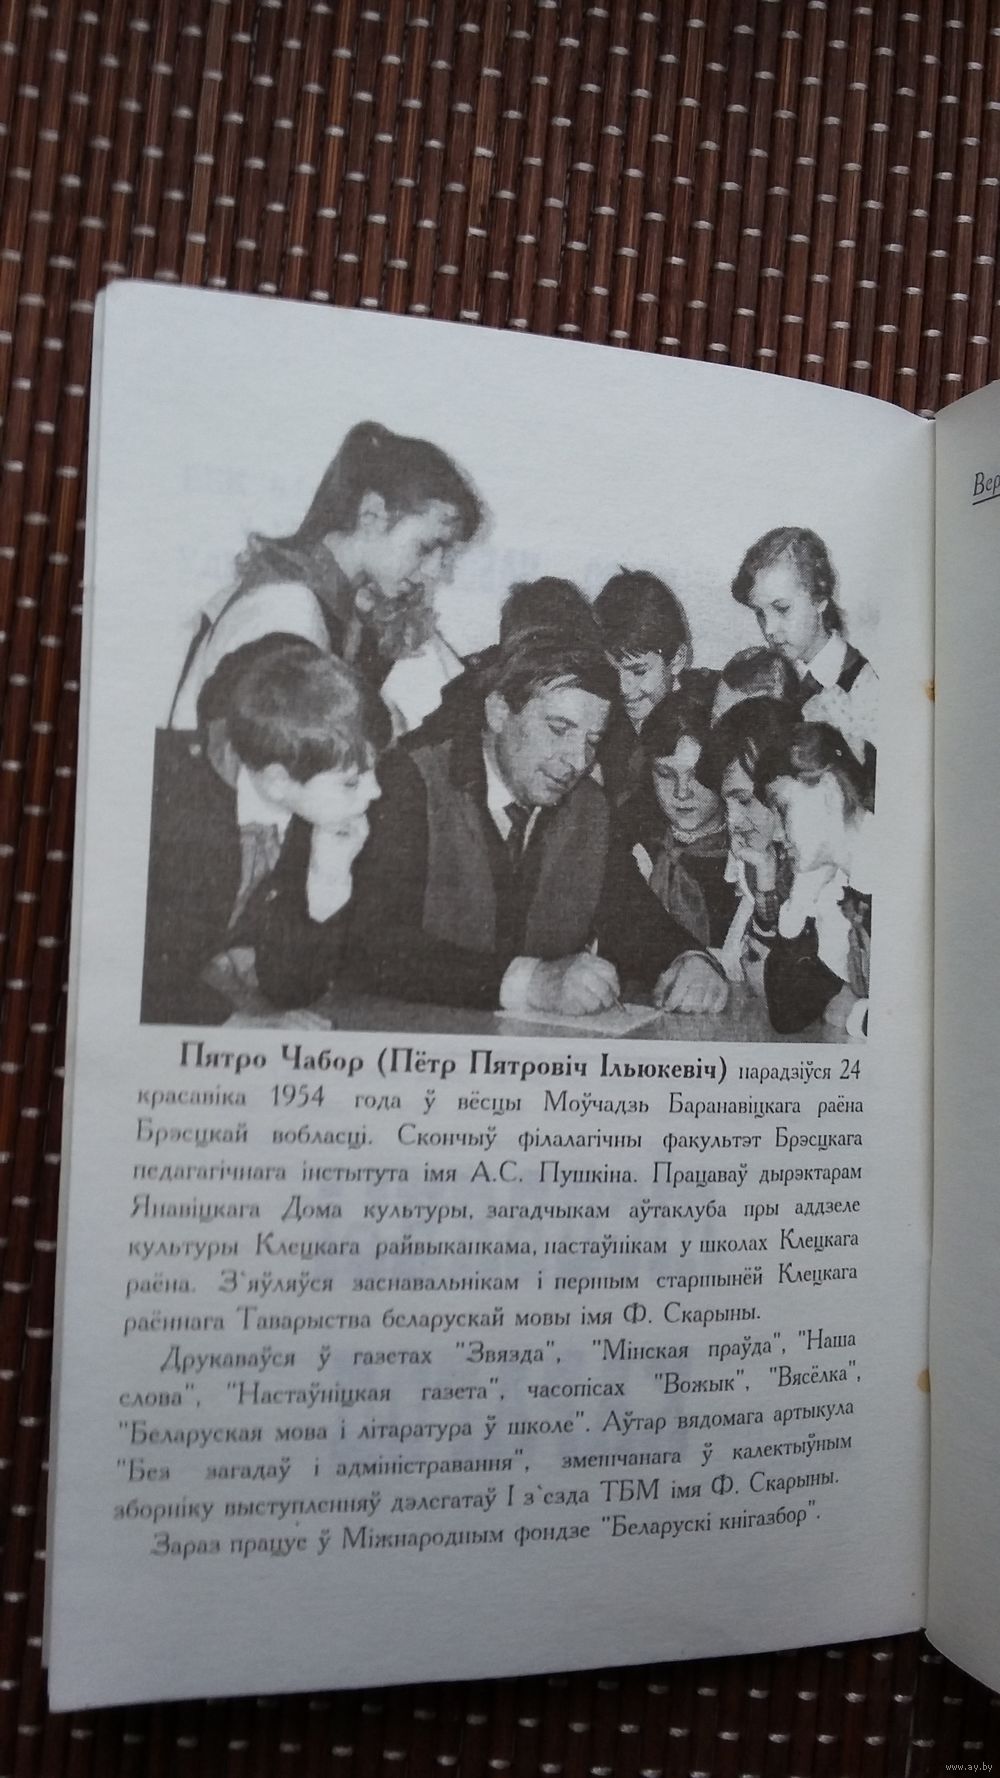 Вер
Пятро Чабор (Пётр Пятровіч Ільюкевіч) нарадзіўся 24
красавіка 1954 года ў вёсцы Моўчадзь Баранавіцкага раёна
Брэсцкай вобласці. Скончыў філалагічны факультэт Брэсцкага
педагагічнага інстытута імя А.С. Пушкіна. Працаваў дырэктарам
Янавіцкага Дома культуры, загадчыкам аўтаклуба пры аддзеле
культуры Клецкага райвыканкама, настаўнікам у школах Клецкага
раёна. З`яўляўся заснавальнікам і першым старшынёй Клецкага
раённага Таварыства беларускай мовы імя Ф. Скарыны.
Друкаваўся ў газетах "Звязда", "Мінская праўда", "Наша
слова", "Настаўніцкая газета", часопісах "Вожык", "Вясёлка",
"Беларуская мова і літаратура ў школе". Аўтар вядомага артыкула
"Без загадаў і адміністравання", змешчанага ў калектыўным
зборніку выступленняў дэлегатаў І з`езда ТБМ імя Ф. Скарыны.
Зараз працуе ў Міжнародным фондзе "Беларускі кнігазбор".
www.ay.by